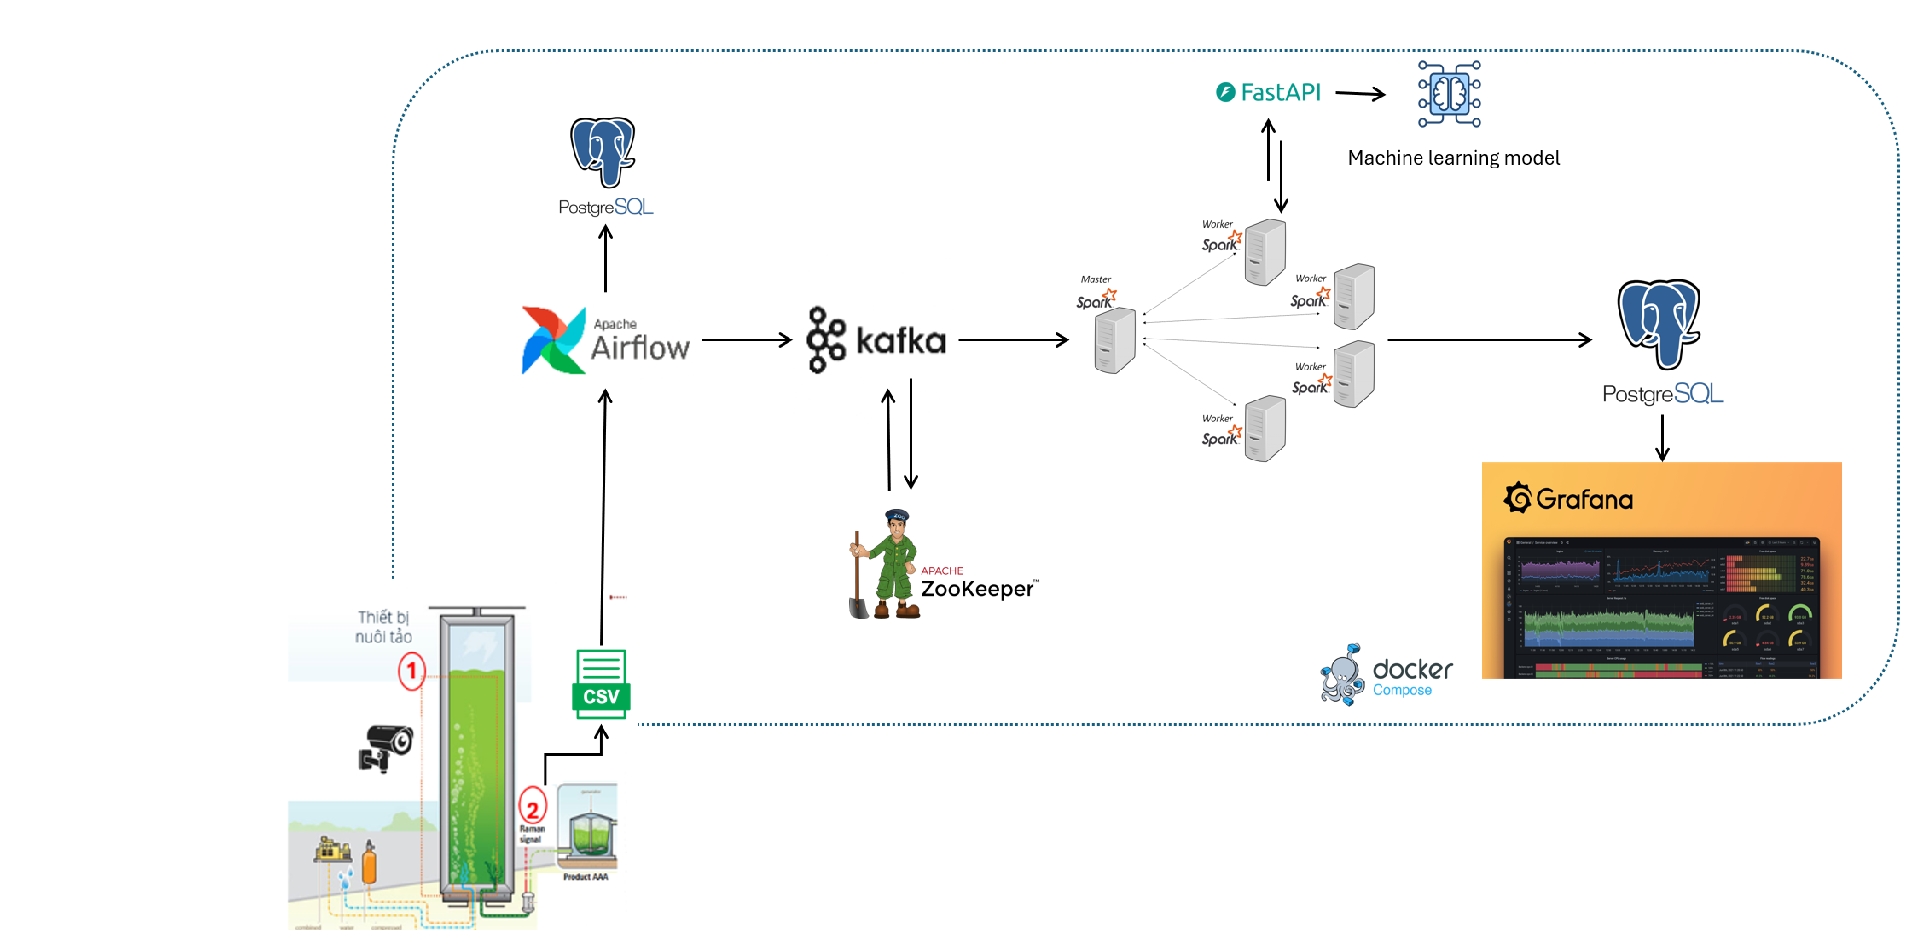 FastAPI
Machine learning model
PostgreSQL
Worker
Spark
Master
Spark
Worker
Spark
Apache
Airflow
kafka
Worker
Spark
PostgreSQL
Worker
Spark
Grafana
ZOO
APACHE
ZooKeeper™
Thiết bị
nuôi tảo
1
CSV
docker
Compose
2
Raman
signal
Product AAA